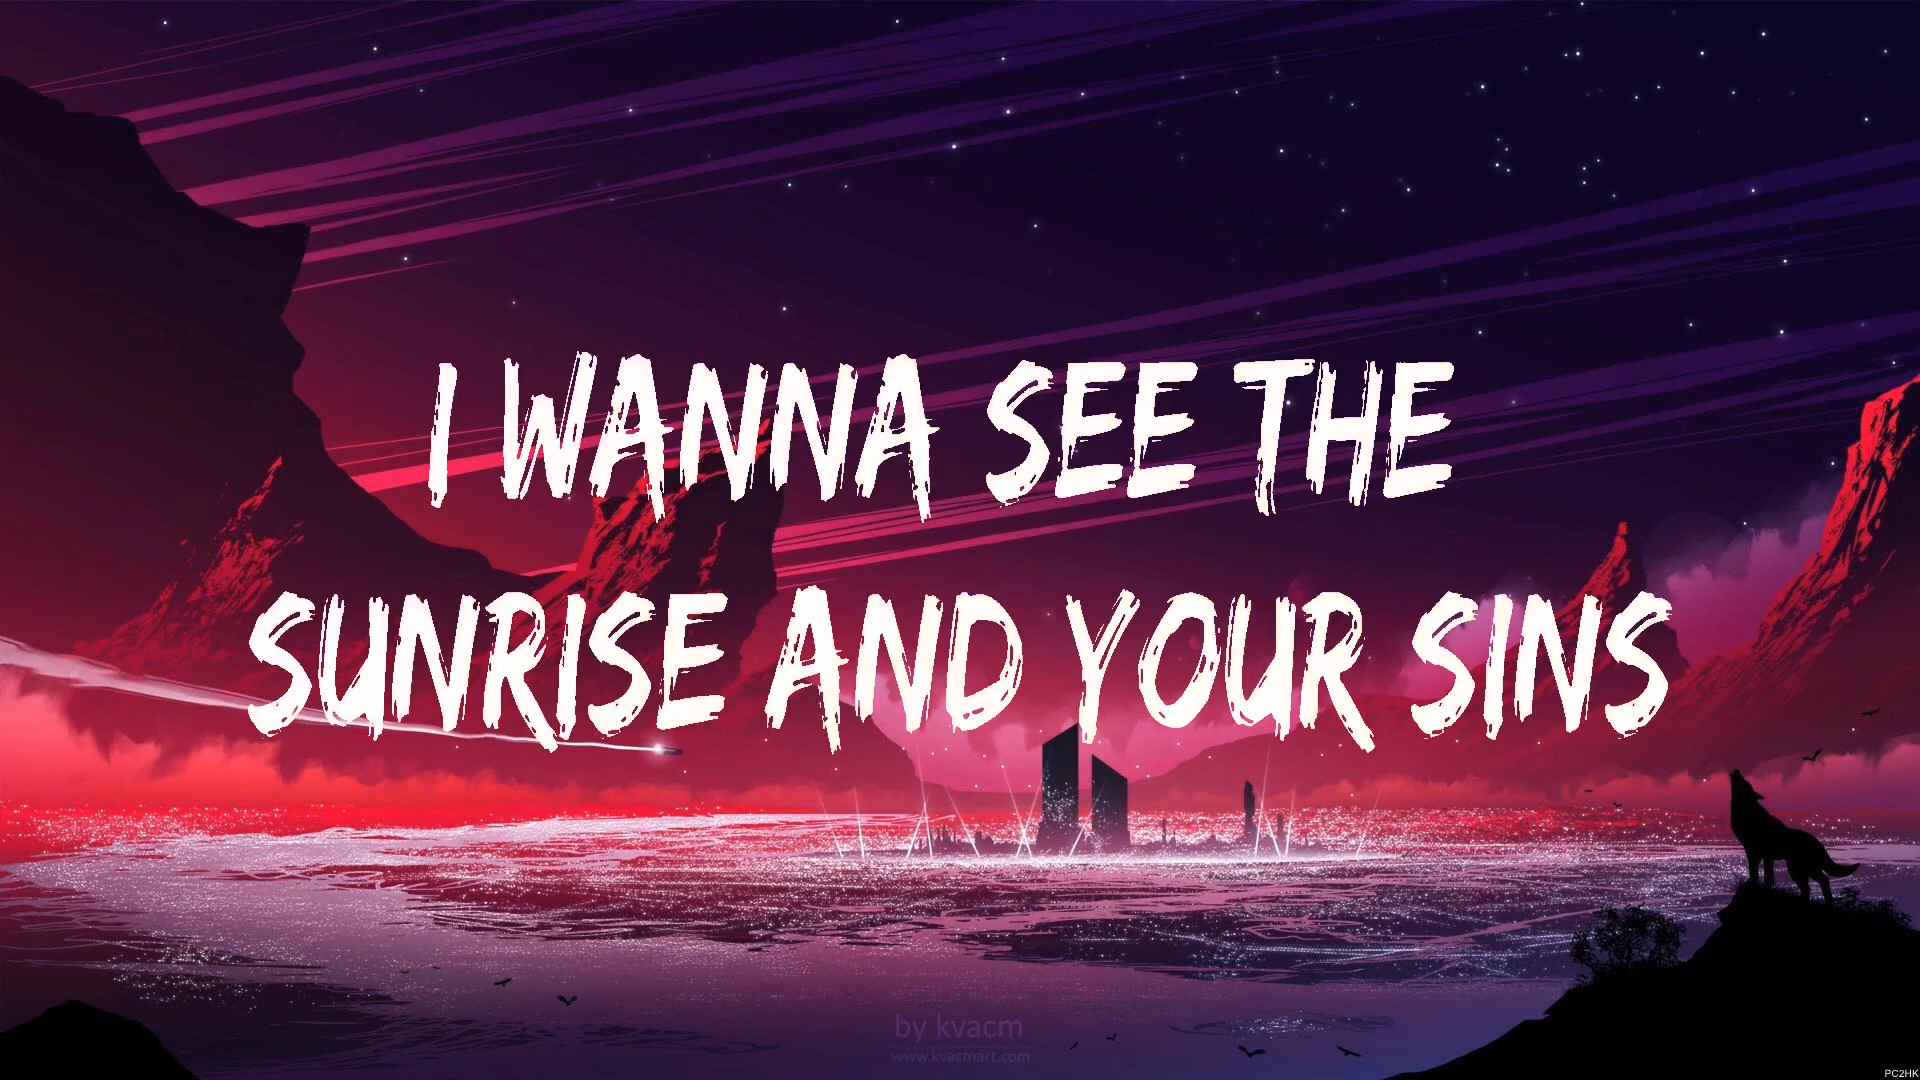 I WANNA SEE THE
SUNRISE AND YOUR SINS
by kvacm
www.kvacmart.com
PC2HK